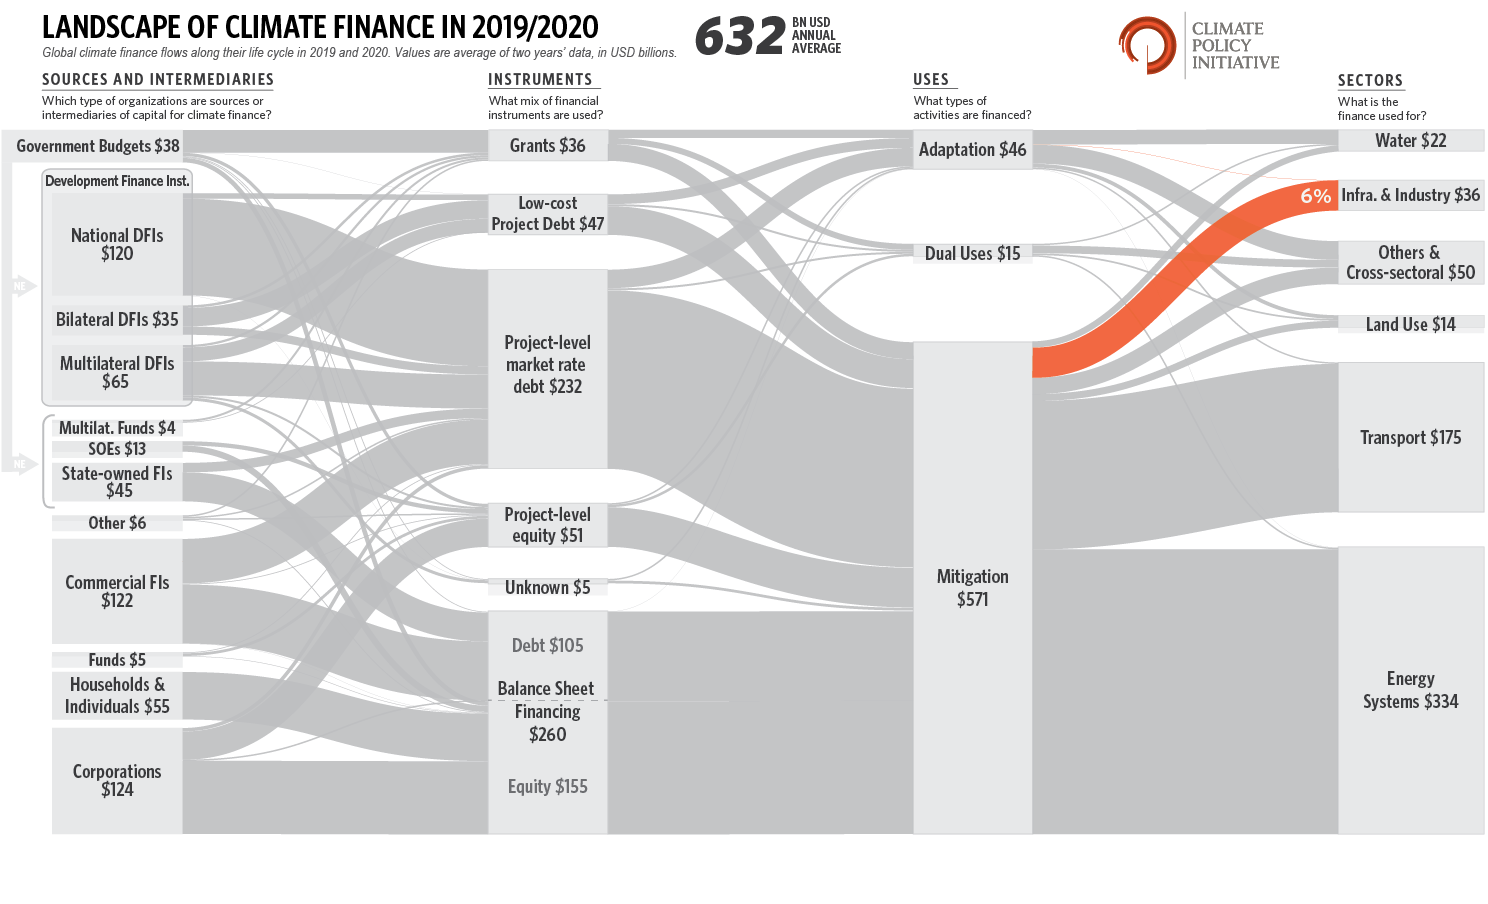 LANDSCAPE OF CLIMATE FINANCE IN 2019/2020
Global climate finance flows along their life cycle in 2019 and 2020. Values are average of two years' data, in USD billions.
632
BN USD
ANNUAL
AVERAGE
CLIMATE
POLICY
INITIATIVE
SOURCES AND INTERMEDIARIES
Which type of organizations are sources or
intermediaries of capital for climate finance?
INSTRUMENTS
What mix of financial
instruments are used?
USES
What types of
activities are financed?
SECTORS
What is the
finance used for?
Government Budgets $38
Development Finance Inst.
National DFIs
$120
NE
Bilateral DFIs $35
Multilateral DFIs
$65
Multilat. Funds $4
SOEs $13
NE
State-owned FIs
$45
Other $6
Commercial FIs
$122
Funds $5
Households &
Individuals $55
Corporations
$124
Grants $36
Low-cost
Project Debt $47
Project-level
market rate
debt $232
Project-level
equity $51
Unknown $5
Debt $105
Balance Sheet
Financing
$260
Equity $155
Adaptation $46
Dual Uses $15
Mitigation
$571
Water $22
6%
Infra. & Industry $36
Others &
Cross-sectoral $50
Land Use $14
Transport $175
Energy
Systems $334